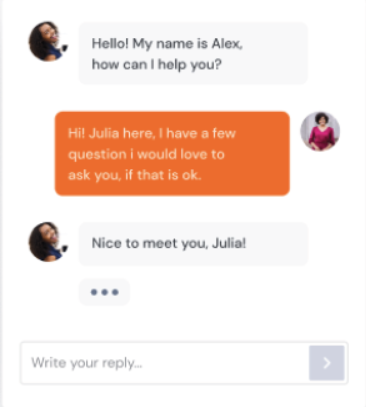 Hello! My name is Alex,
how can I help you?
Hi! Julia here, I have a few
question i would love to
ask you, if that is ok.
Nice to meet you, Julia!
Write your reply...